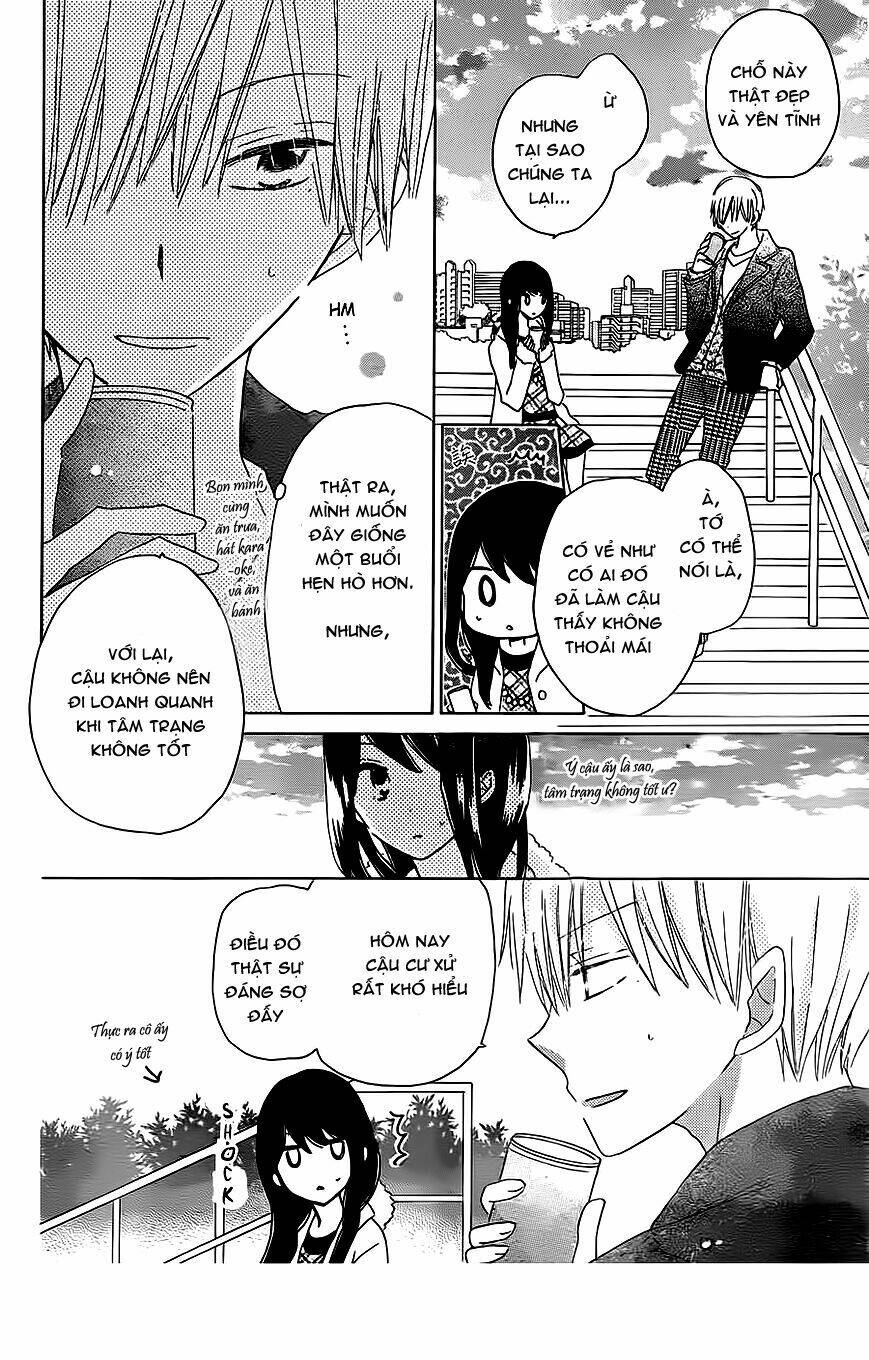 CHỖ NÀY
THẬT ĐẸP
VÀ YÊN TĨNH
Ừ
NHƯNG
TẠI SAO
CHÚNG TA
LẠI...
À,
TỚ
CÓ THỂ
NÓI LÀ,
CÓ VẺ NHƯ
CÓ AI ĐÓ
ĐÃ LÀM CẬU
THẤY KHÔNG
THOẢI MÁI
誒
HM
...
THẬT RA,
MÌNH MUỐN
ĐÂY GIỐNG
MỘT BUỔI
HẸN HÒ HƠN.
NHƯNG,
Bọn mình
cùng
ăn trưa,
hát kara
-okê,
và ăn
bánh
VỚI LẠI,
CẬU KHÔNG NÊN
ĐI LOANH QUANH
KHI TÂM TRẠNG
KHÔNG TỐT
Ý cậu ấy là sao,
tâm trạng không tốt ư?
HÔM NAY
CẬU CƯ XỬ
RẤT KHÓ HIỂU
ĐIỀU ĐÓ
THẬT SỰ
ĐÁNG SỢ
ĐẤY
Thực ra cô ấy
có ý tốt
SHOCK